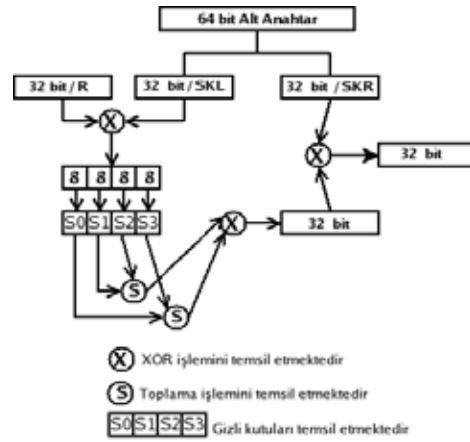 64 bit Alt Anahtar
32 bit/R
32 bit/SKL
32 bit/SKR
X
X
32 bit
8 8 8 8
S0 S1 S2 S3
X
32 bit
S
S
X XOR işlemini temsil etmektedir
S Toplama işlemini temsil etmektedir
S0 S1 S2 S3 Gizli kutuları temsil etmektedir